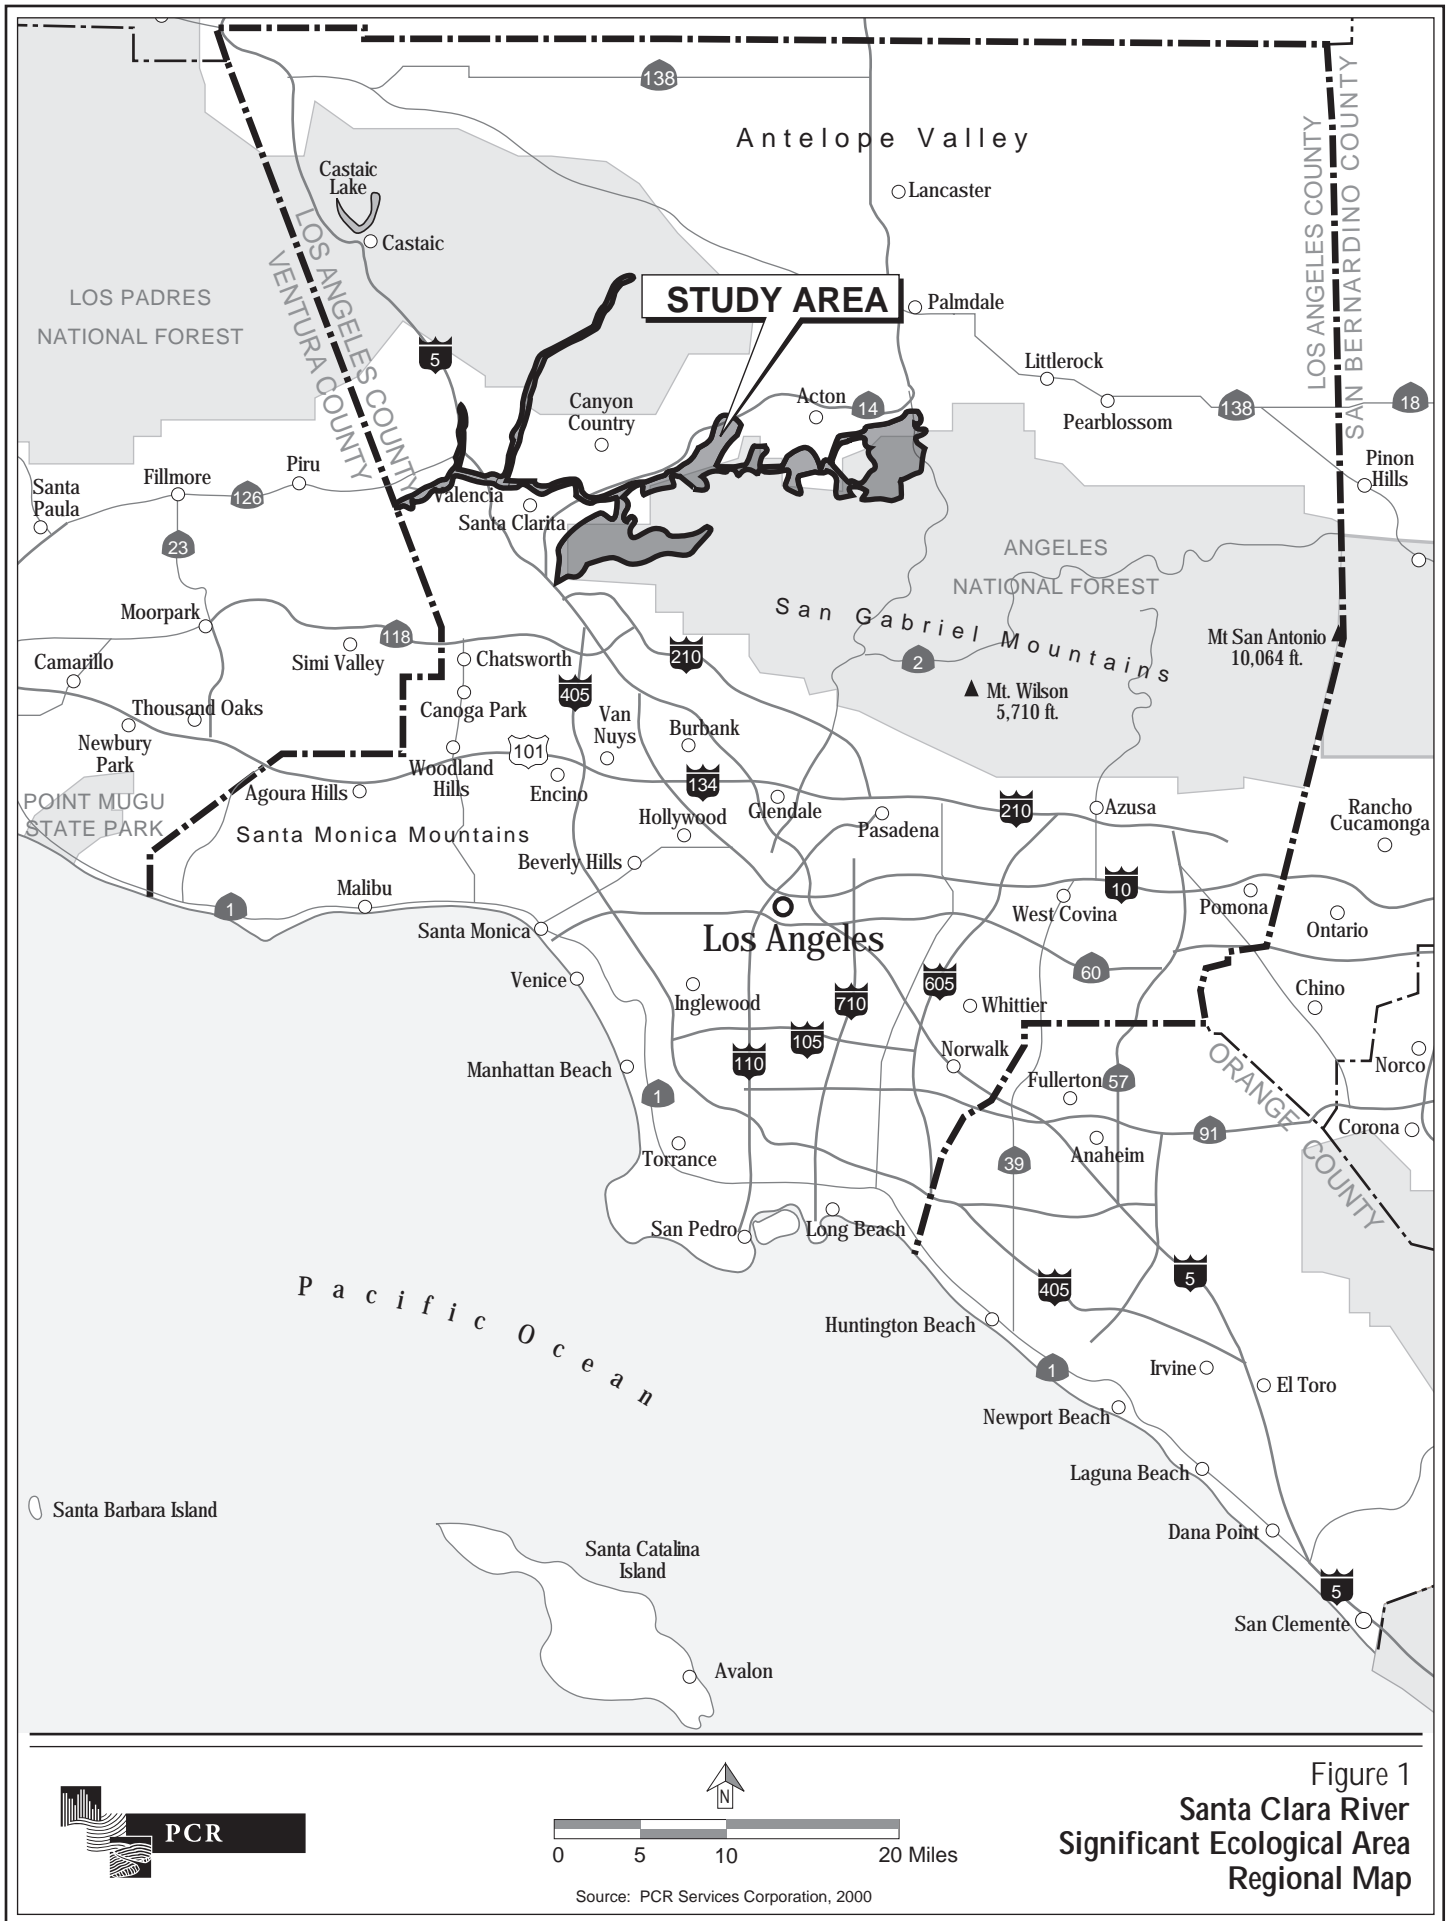 138
Antelope Valley
LOS ANGELES COUNTY
SAN BERNARDINO COUNTY
Castaic
Lake
Lancaster
Castaic
LOS ANGELES COUNTY
VENTURA COUNTY
LOS PADRES
NATIONAL FOREST
STUDY AREA
Palmdale
5
Littlerock
Canyon
Country
Acton
14
Pearblossom
138
18
Pinon
Hills
Santa
Paula
Fillmore
126
Piru
Valencia
Santa Clarita
23
ANGELES
NATIONAL FOREST
San Gabriel Mountains
Moorpark
118
Simi Valley
Camarillo
Chatsworth
210
2
Mt San Antonio
10,064 ft.
405
Canoga Park
Mt. Wilson
5,710 ft.
Thousand Oaks
Newbury
Park
Van
Nuys
Burbank
101
Woodland
Hills
Encino
134
Agoura Hills
POINT MUGU
STATE PARK
Hollywood
Glendale
Pasadena
210
Azusa
Rancho
Cucamonga
Santa Monica Mountains
Beverly Hills
Malibu
1
10
West Covina
Pomona
Ontario
Santa Monica
Los Angeles
60
Venice
Inglewood
710
605
Whittier
Chino
105
110
Norwalk
Manhattan Beach
1
Fullerton
57
ORANGE COUNTY
Norco
Torrance
39
Anaheim
91
Corona
San Pedro
Long Beach
Pacific Ocean
405
5
Huntington Beach
1
Irvine
El Toro
Newport Beach
Laguna Beach
Santa Barbara Island
Dana Point
Santa Catalina
Island
5
San Clemente
Avalon
PCR
N
0 5 10 20 Miles
Source: PCR Services Corporation, 2000
Figure 1
Santa Clara River
Significant Ecological Area
Regional Map